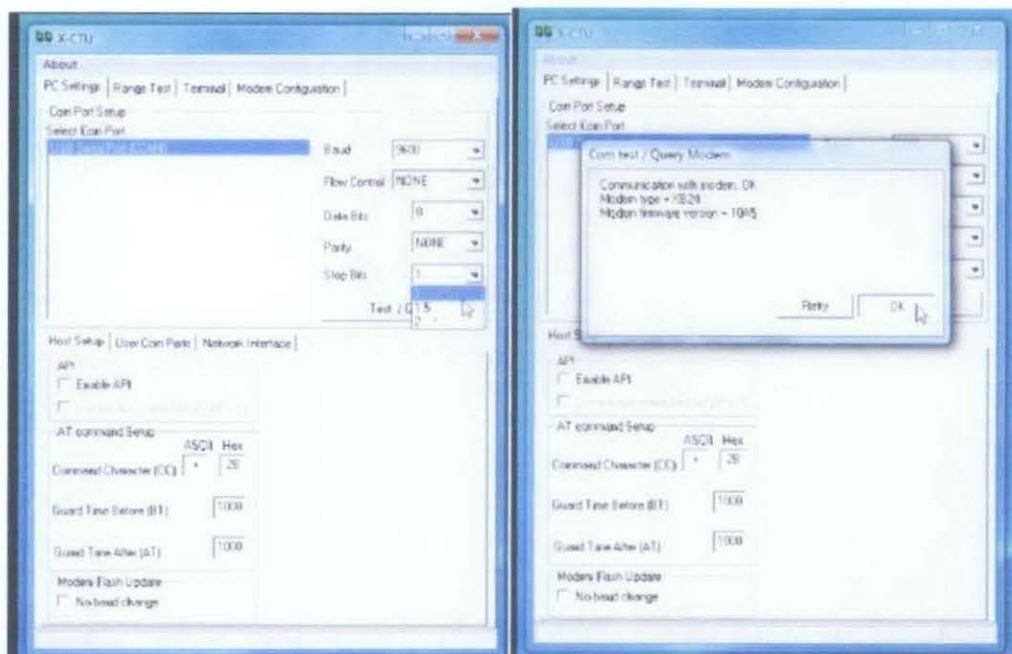 X-CTU
About
PC Settings | Range Test | Terminal | Modem Configuration |
Com Port Setup
Select Com Port
USB Serial Port (COM4)
Baud 9600
Flow Control NONE
Data Bits 8
Parity NONE
Stop Bits 1
1.5
Test /
2
Host Setup | User Com Ports | Network Interface |
API
Enable API
AT command Setup
ASCII Hex
Command Character (CC) + 2B
Guard Time Before (BT) 1000
Guard Time After (AT) 1000
Modem Flash Update
No baud change
X-CTU
About
PC Settings | Range Test | Terminal | Modem Configuration |
Com Port Setup
Select Com Port
Com test / Query Modem
Communication with modem.. OK
Modem type = XB24
Modem firmware version = 10A5
Retry OK
Host S
API
Enable API
AT command Setup
ASCII Hex
Command Character (CC) + 2B
Guard Time Before (BT) 1000
Guard Time After (AT) 1000
Modem Flash Update
No baud change